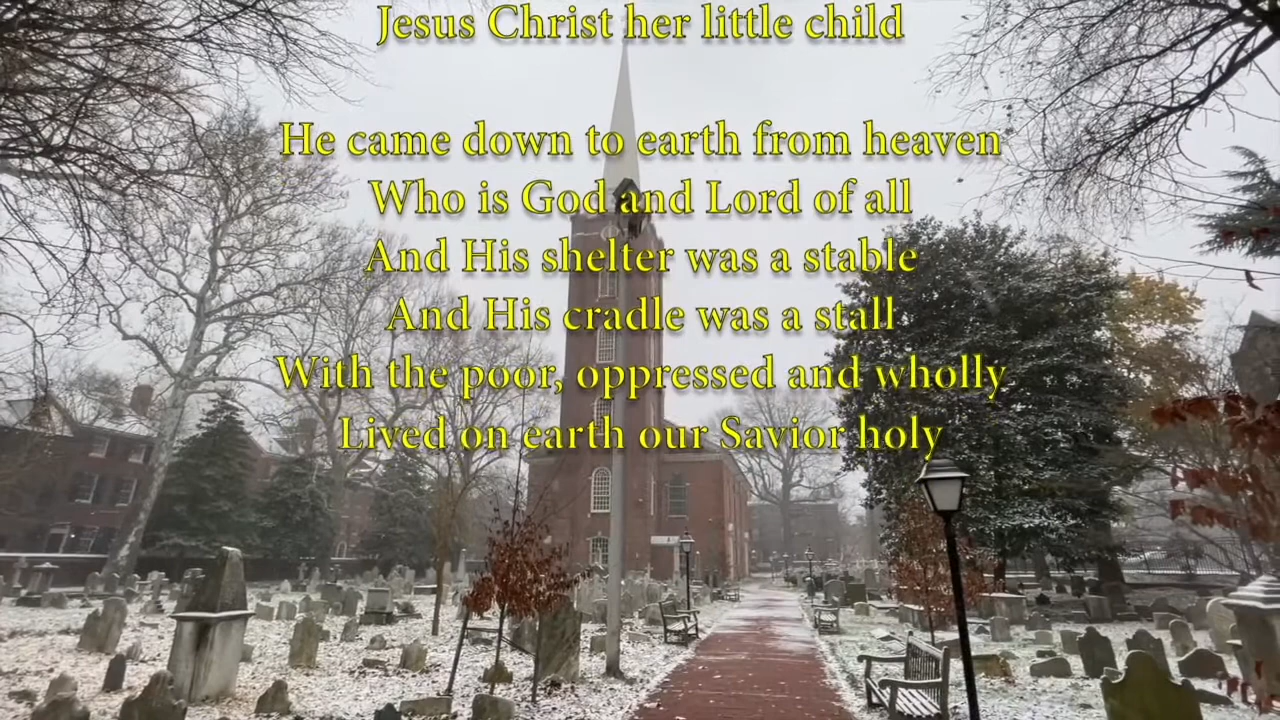 Jesus Christ her little child
He came down to earth from heaven
Who is God and Lord of all
And His shelter was a stable
And His cradle was a stall
With the poor, oppressed and wholly
Lived on earth our Savior holy